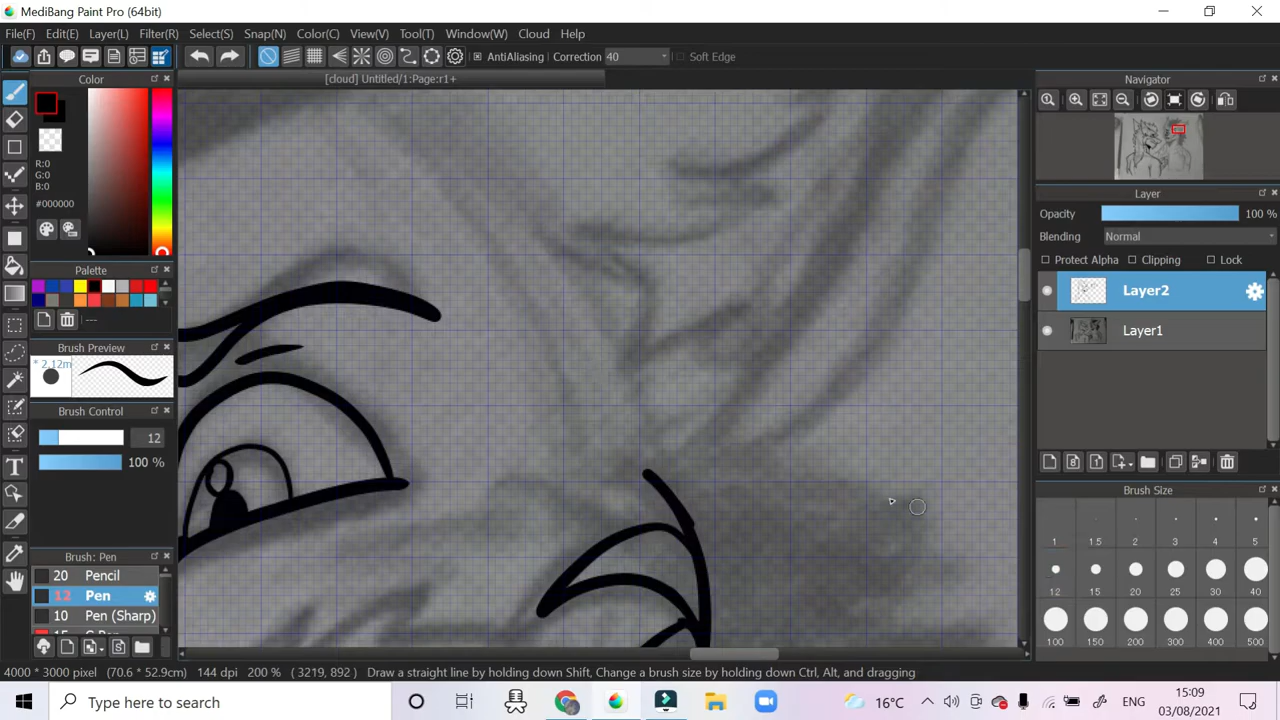 MediBang Paint Pro (64bit)
File(F) Edit(E) Layer(L) Filter(R) Select(S) Snap(N) Color(C) View(V) Tool(T) Window(W) Cloud Help
AntiAliasing Correction 40 Soft Edge
Color
[cloud] Untitled/1:Page:r1+
Navigator
R:0
G:0
B:0
#000000
Layer
Opacity 100 %
Blending Normal
Protect Alpha Clipping Lock
Palette
Layer2
---
Layer1
Brush Preview
* 2.12m
Brush Control
12
100 %
Brush Size
1 1.5 2 3 4 5
12 15 20 25 30 40
100 150 200 300 400 500
Brush: Pen
20 Pencil
12 Pen
10 Pen (Sharp)
4000 * 3000 pixel (70.6 * 52.9cm) 144 dpi 200 % ( 3219, 892 ) Draw a straight line by holding down Shift, Change a brush size by holding down Ctrl, Alt, and dragging
Type here to search
16°C
ENG
15:09
03/08/2021